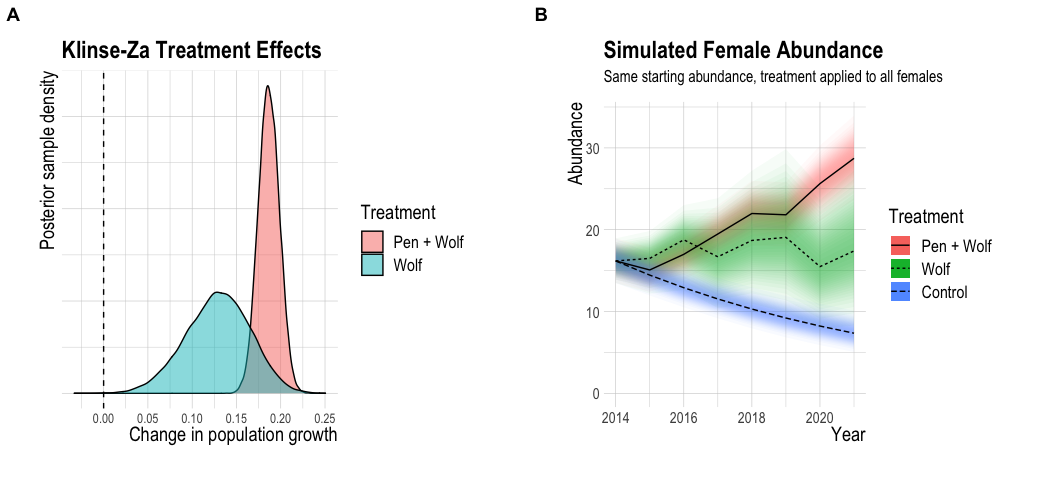 A
Klinse-Za Treatment Effects
Posterior sample density
0.00 0.05 0.10 0.15 0.20 0.25
Change in population growth
Treatment
Pen + Wolf
Wolf
B
Simulated Female Abundance
Same starting abundance, treatment applied to all females
Abundance
30
20
10
0
2014 2016 2018 2020
Year
Treatment
Pen + Wolf
Wolf
Control